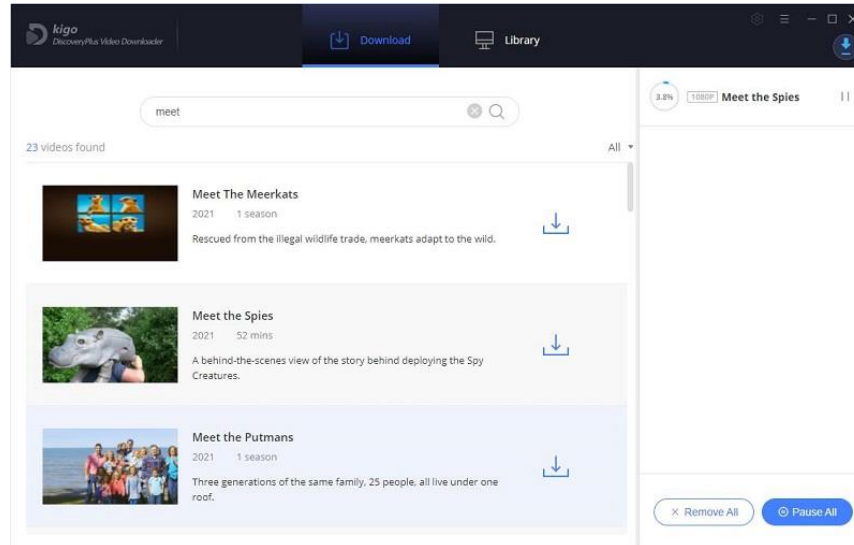 kigo
DiscoveryPlus Video Downloader
Download
Library
meet
23 videos found
All
Meet The Meerkats
2021 1 season
Rescued from the illegal wildlife trade, meerkats adapt to the wild.
Meet the Spies
2021 52 mins
A behind-the-scenes view of the story behind deploying the Spy
Creatures.
Meet the Putmans
2021 1 season
Three generations of the same family, 25 people, all live under one
roof.
3.8% 1080P Meet the Spies
Remove All
Pause All